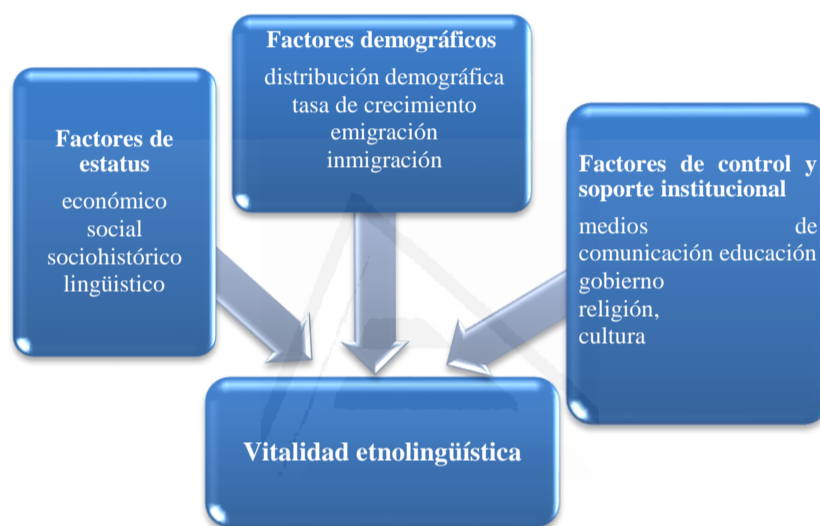 Factores demográficos
distribución demográfica
tasa de crecimiento
emigración
inmigración
Factores de
estatus
económico
social
sociohistórico
lingüistico
Factores de control y
soporte institucional
medios de
comunicación educación
gobierno
religión,
cultura
Vitalidad etnolingüística